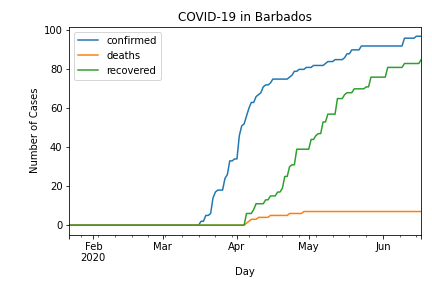 COVID-19 in Barbados
confirmed
deaths
recovered
Number of Cases
100
80
60
40
20
0
Feb
2020
Mar
Apr
May
Jun
Day